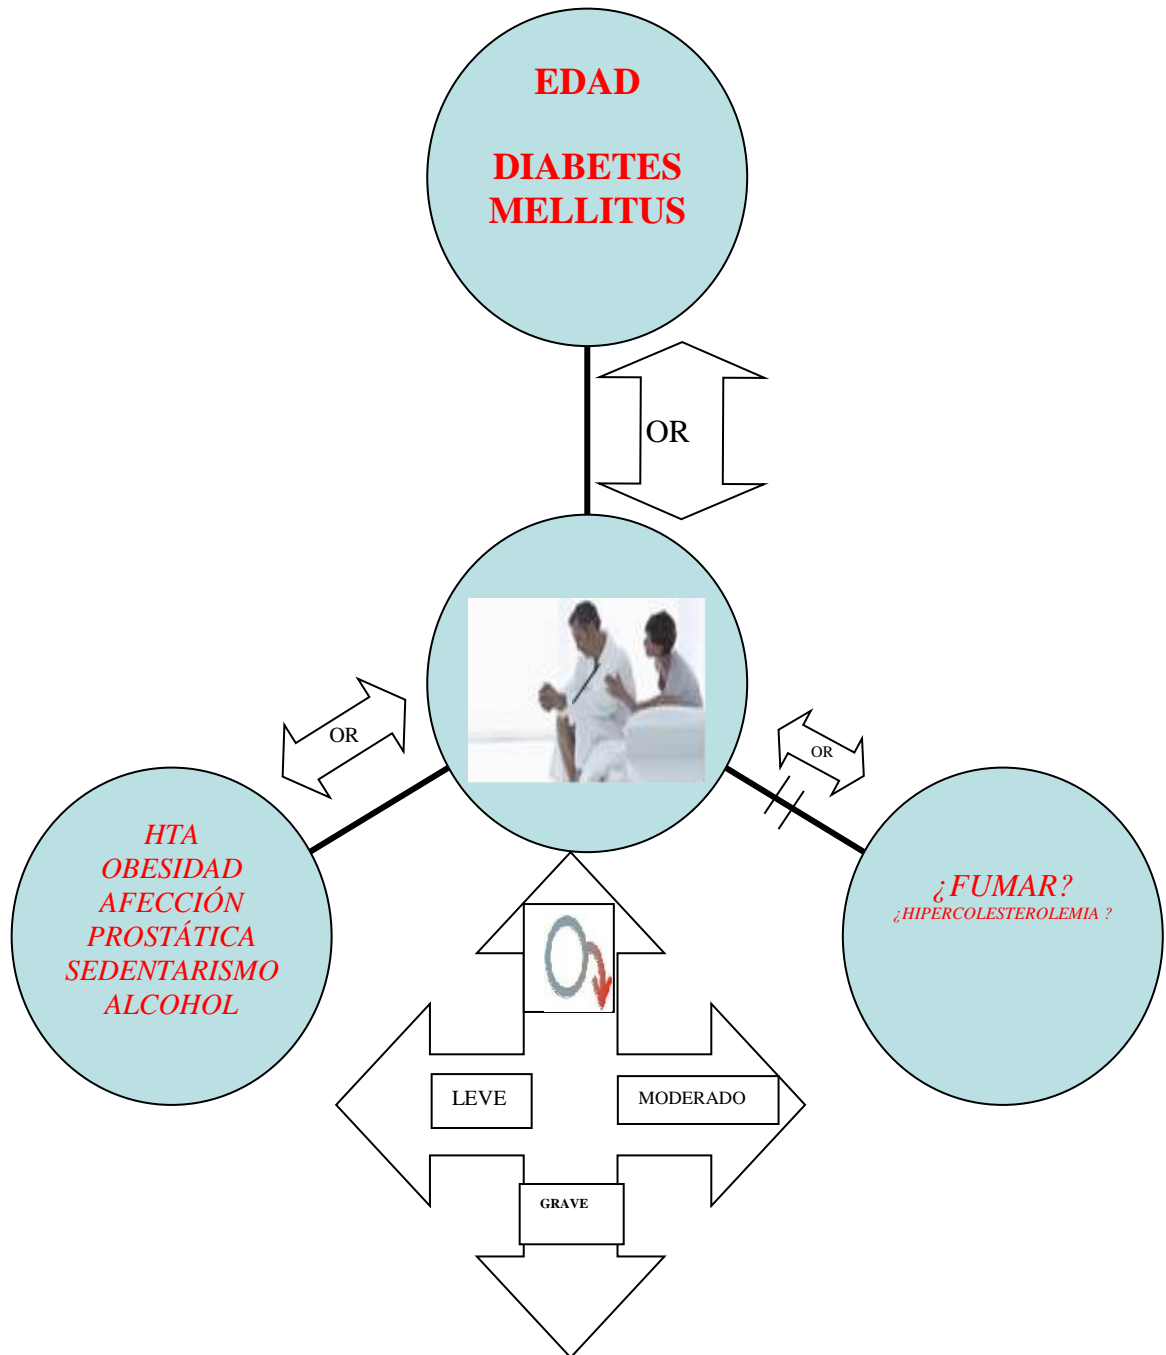 EDAD
DIABETES
MELLITUS
OR
OR
OR
HTA
OBESIDAD
AFECCIÓN
PROSTÁTICA
SEDENTARISMO
ALCOHOL
¿FUMAR?
¿HIPERCOLESTEROLEMIA ?
LEVE
MODERADO
GRAVE